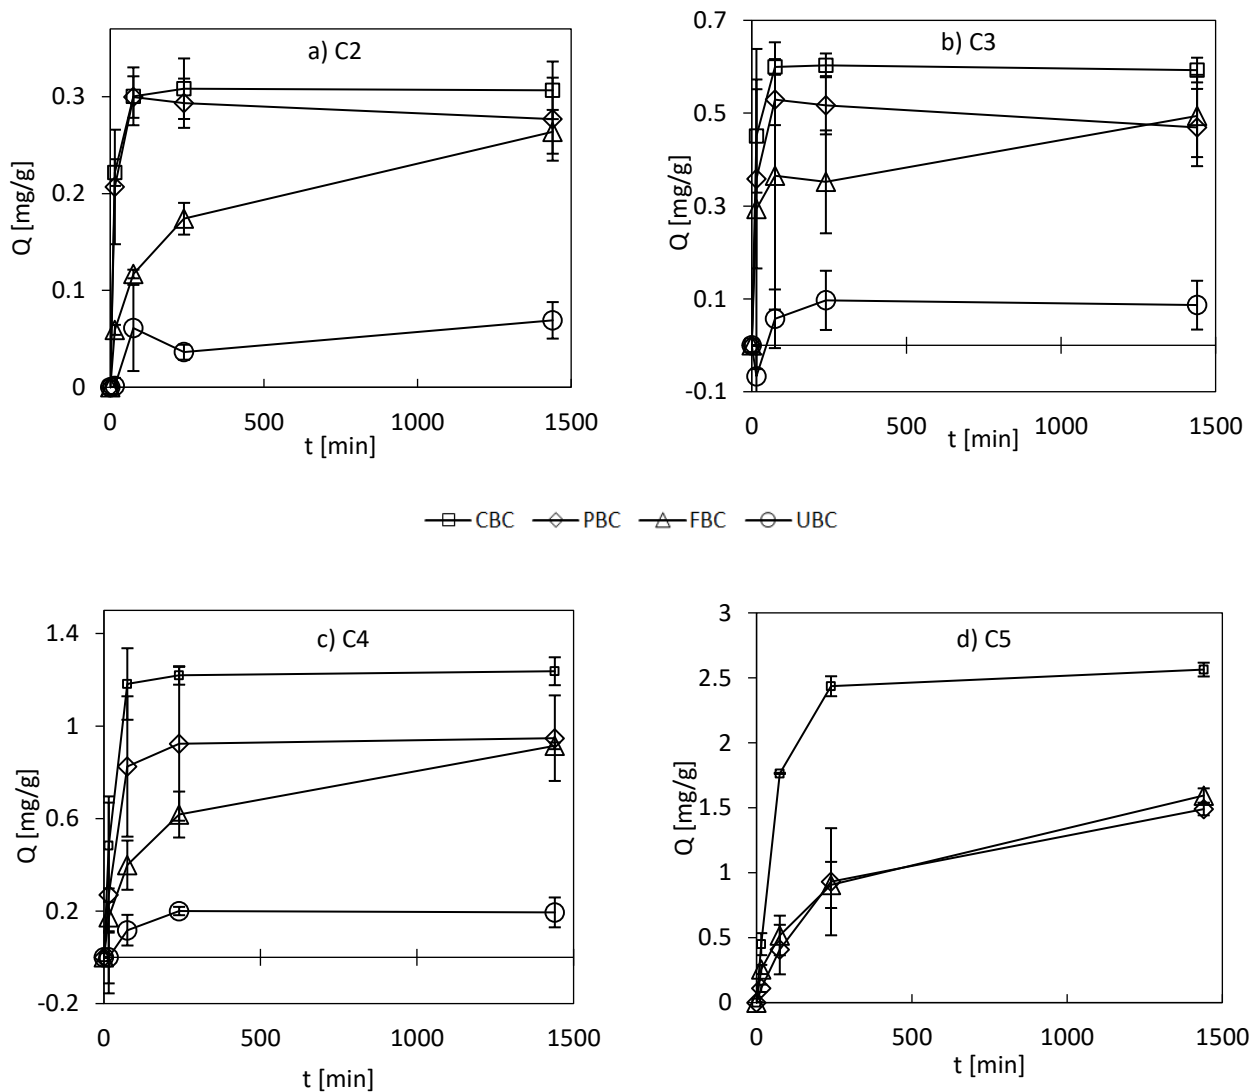 a) C2
Q [mg/g]
0.3
0.2
0.1
0
0 500 1000 1500
t [min]
b) C3
Q [mg/g]
0.7
0.5
0.3
0.1
-0.1
0 500 1000 1500
t [min]
CBC PBC FBC UBC
c) C4
Q [mg/g]
1.4
1
0.6
0.2
-0.2
0 500 1000 1500
t [min]
d) C5
Q [mg/g]
3
2.5
2
1.5
1
0.5
0
0 500 1000 1500
t [min]